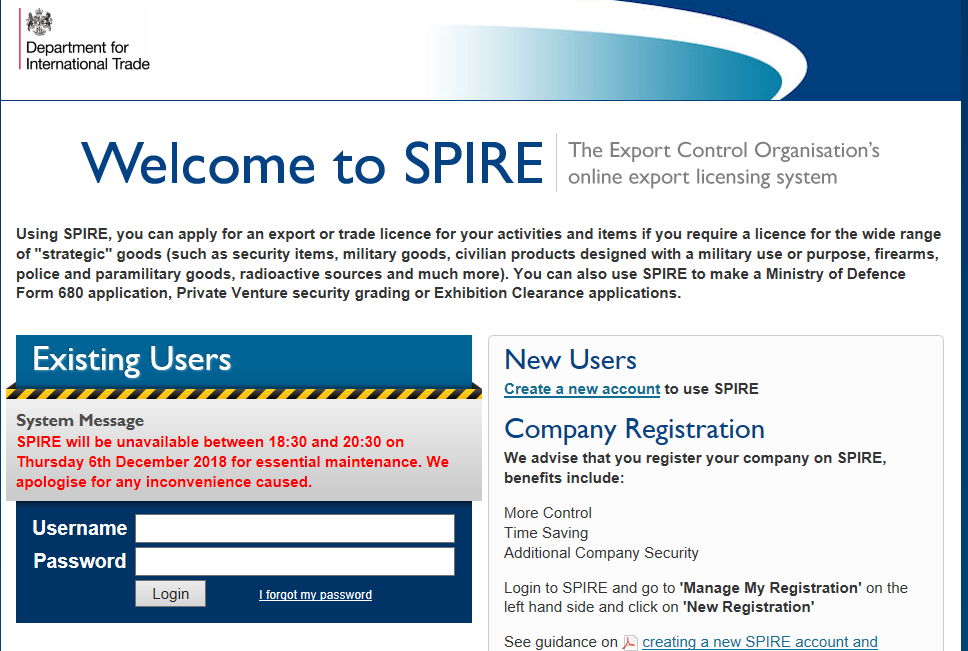 Department for
International Trade
Welcome to SPIRE
The Export Control Organisation's
online export licensing system
Using SPIRE, you can apply for an export or trade licence for your activities and items if you require a licence for the wide range
of "strategic" goods (such as security items, military goods, civilian products designed with a military use or purpose, firearms,
police and paramilitary goods, radioactive sources and much more). You can also use SPIRE to make a Ministry of Defence
Form 680 application, Private Venture security grading or Exhibition Clearance applications.
Existing Users
System Message
SPIRE will be unavailable between 18:30 and 20:30 on
Thursday 6th December 2018 for essential maintenance. We
apologise for any inconvenience caused.
Username
Password
Login
I forgot my password
New Users
Create a new account to use SPIRE
Company Registration
We advise that you register your company on SPIRE,
benefits include:
More Control
Time Saving
Additional Company Security
Login to SPIRE and go to 'Manage My Registration' on the
left hand side and click on 'New Registration'
See guidance on creating a new SPIRE account and